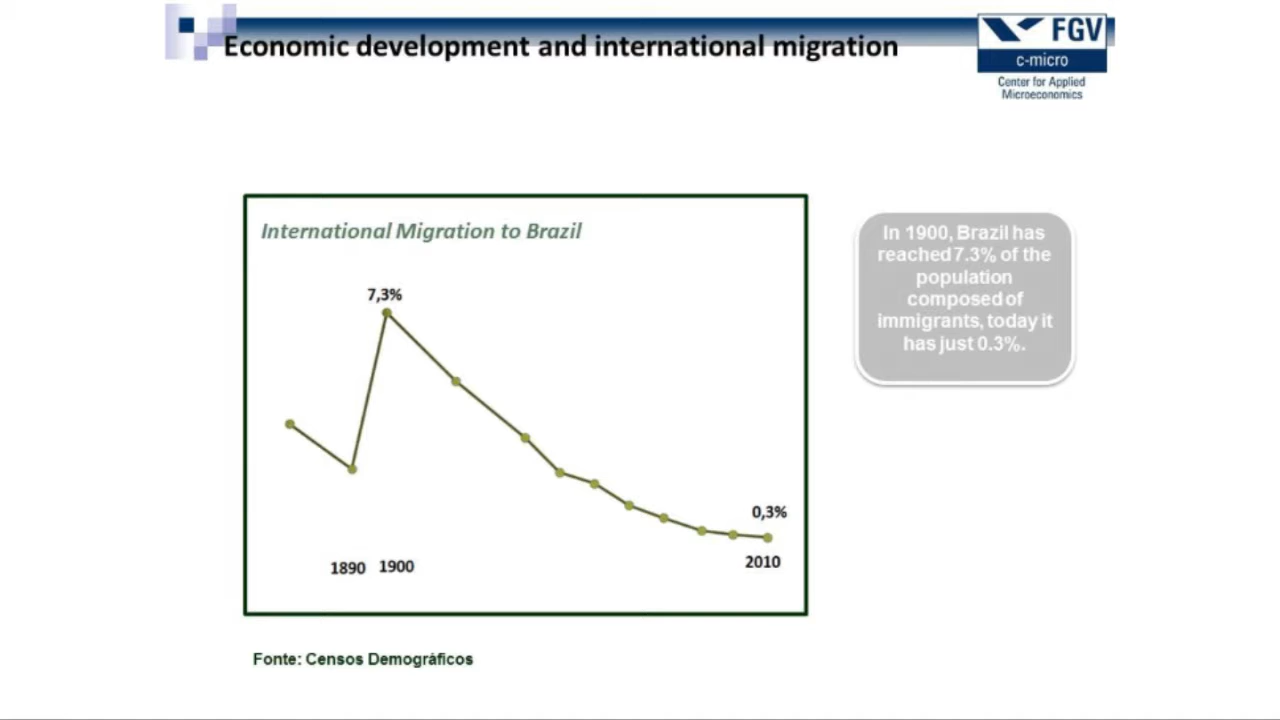 Economic development and international migration
FGV
c-micro
Center for Applied
Microeconomics
International Migration to Brazil
7,3%
0,3%
1890
1900
2010
In 1900, Brazil has
reached 7.3% of the
population
composed of
immigrants, today it
has just 0.3%.
Fonte: Censos Demográficos